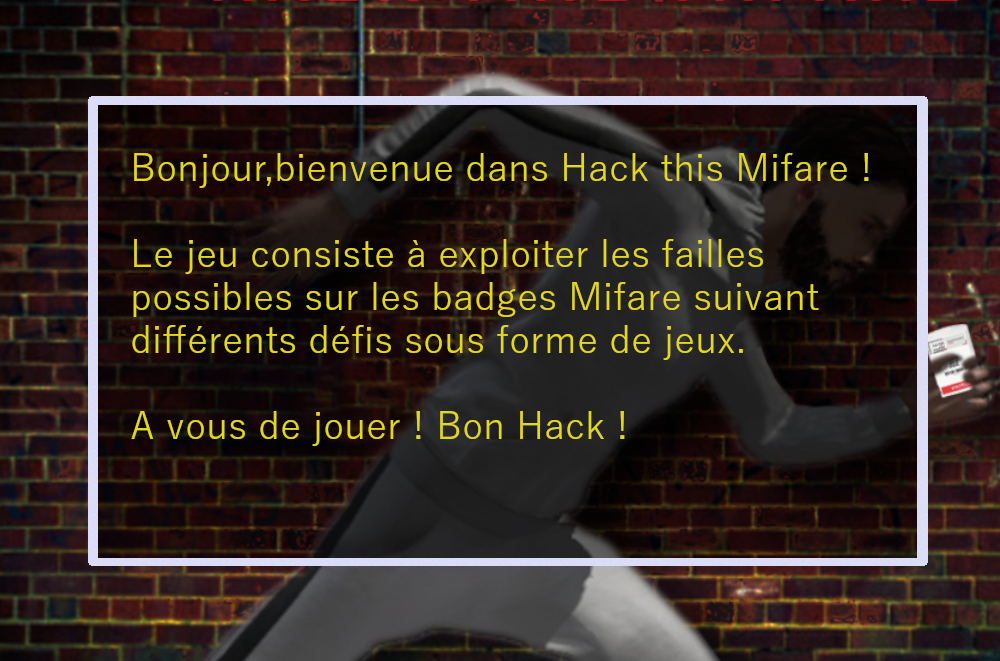 Bonjour,bienvenue dans Hack this Mifare !
Le jeu consiste à exploiter les failles
possibles sur les badges Mifare suivant
différents défis sous forme de jeux.
A vous de jouer ! Bon Hack !